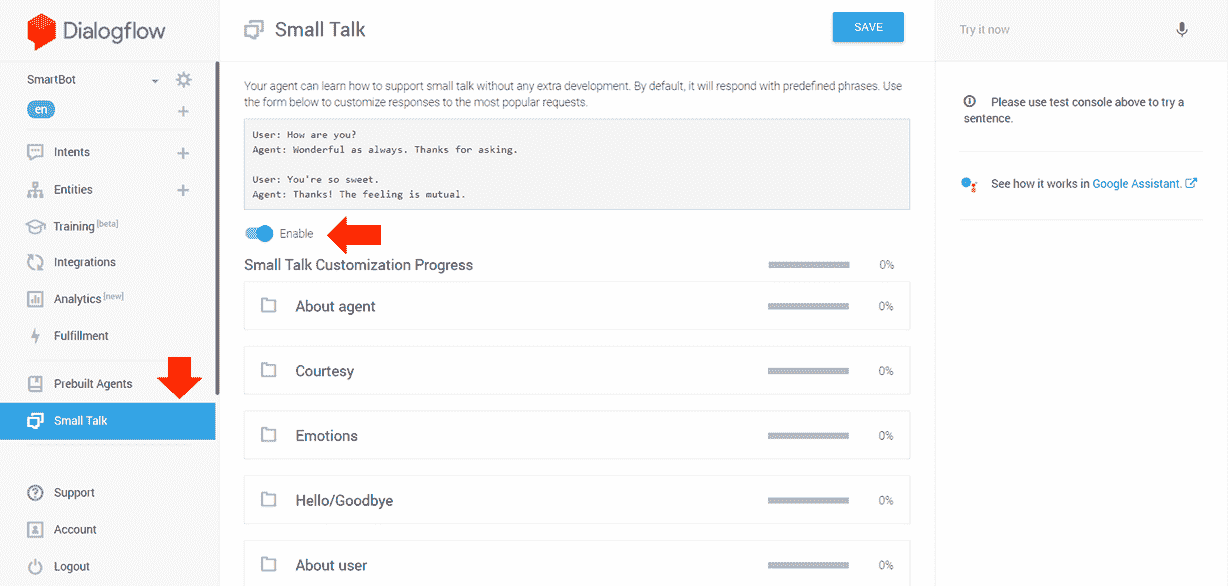 Dialogflow
SmartBot
en
Intents
Entities
Training [beta]
Integrations
Analytics [new]
Fulfillment
Prebuilt Agents
Small Talk
Support
Account
Logout
Small Talk
SAVE
Your agent can learn how to support small talk without any extra development. By default, it will respond with predefined phrases. Use
the form below to customize responses to the most popular requests.
User: How are you?
Agent: Wonderful as always. Thanks for asking.
User: You're so sweet.
Agent: Thanks! The feeling is mutual.
Enable
Small Talk Customization Progress 0%
About agent 0%
Courtesy 0%
Emotions 0%
Hello/Goodbye 0%
About user 0%
Try it now
Please use test console above to try a
sentence.
See how it works in Google Assistant.